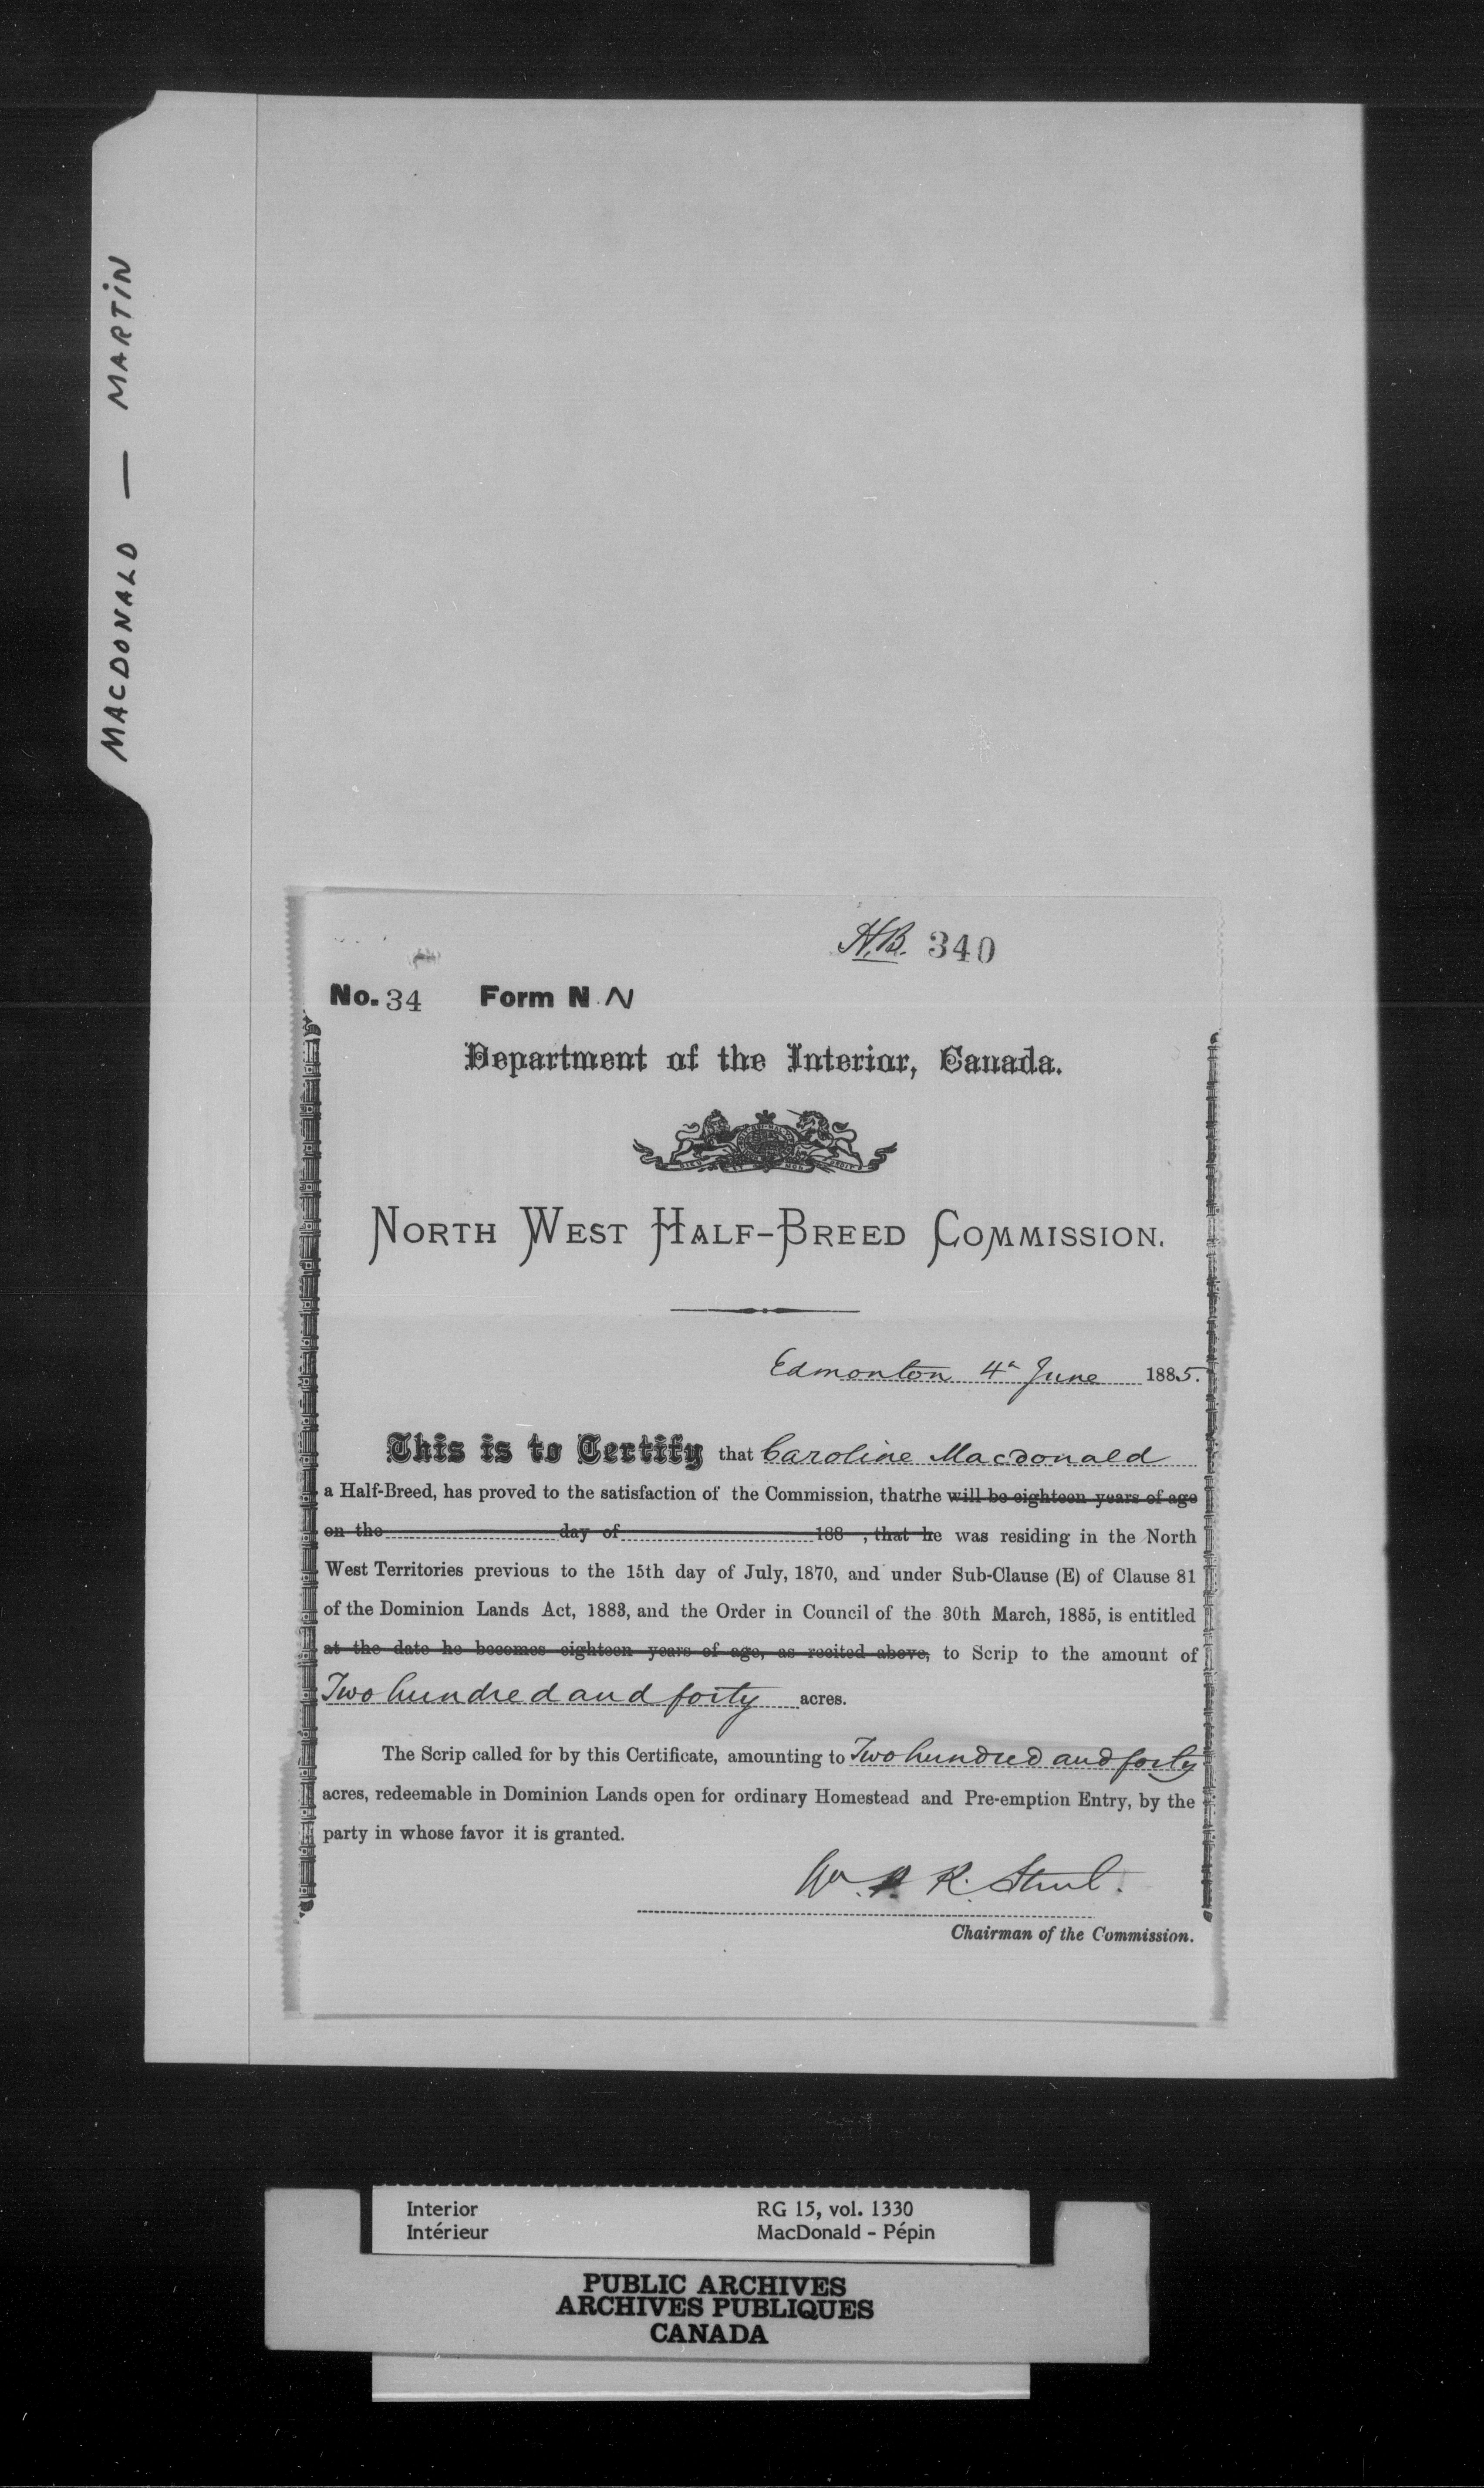 MACDONALD — MARTIN
H.B. 340
No. 34 Form N N
Department of the Interior, Canada.
NORTH WEST HALF-BREED COMMISSION.
Edmonton 4th June 1885.
This is to Certify that Caroline Macdonald
a Half-Breed, has proved to the satisfaction of the Commission, that she will be eighteen years of age
on the day of 188 , that he was residing in the North
West Territories previous to the 15th day of July, 1870, and under Sub-Clause (E) of Clause 81
of the Dominion Lands Act, 1883, and the Order in Council of the 30th March, 1885, is entitled
at the date he becomes eighteen years of age, as recited above, to Scrip to the amount of
Two hundred and forty acres.
The Scrip called for by this Certificate, amounting to Two hundred and forty
acres, redeemable in Dominion Lands open for ordinary Homestead and Pre-emption Entry, by the
party in whose favor it is granted.
Wm. P. R. Street.
Chairman of the Commission.
Interior RG 15, vol. 1330
Intérieur MacDonald - Pépin
PUBLIC ARCHIVES
ARCHIVES PUBLIQUES
CANADA